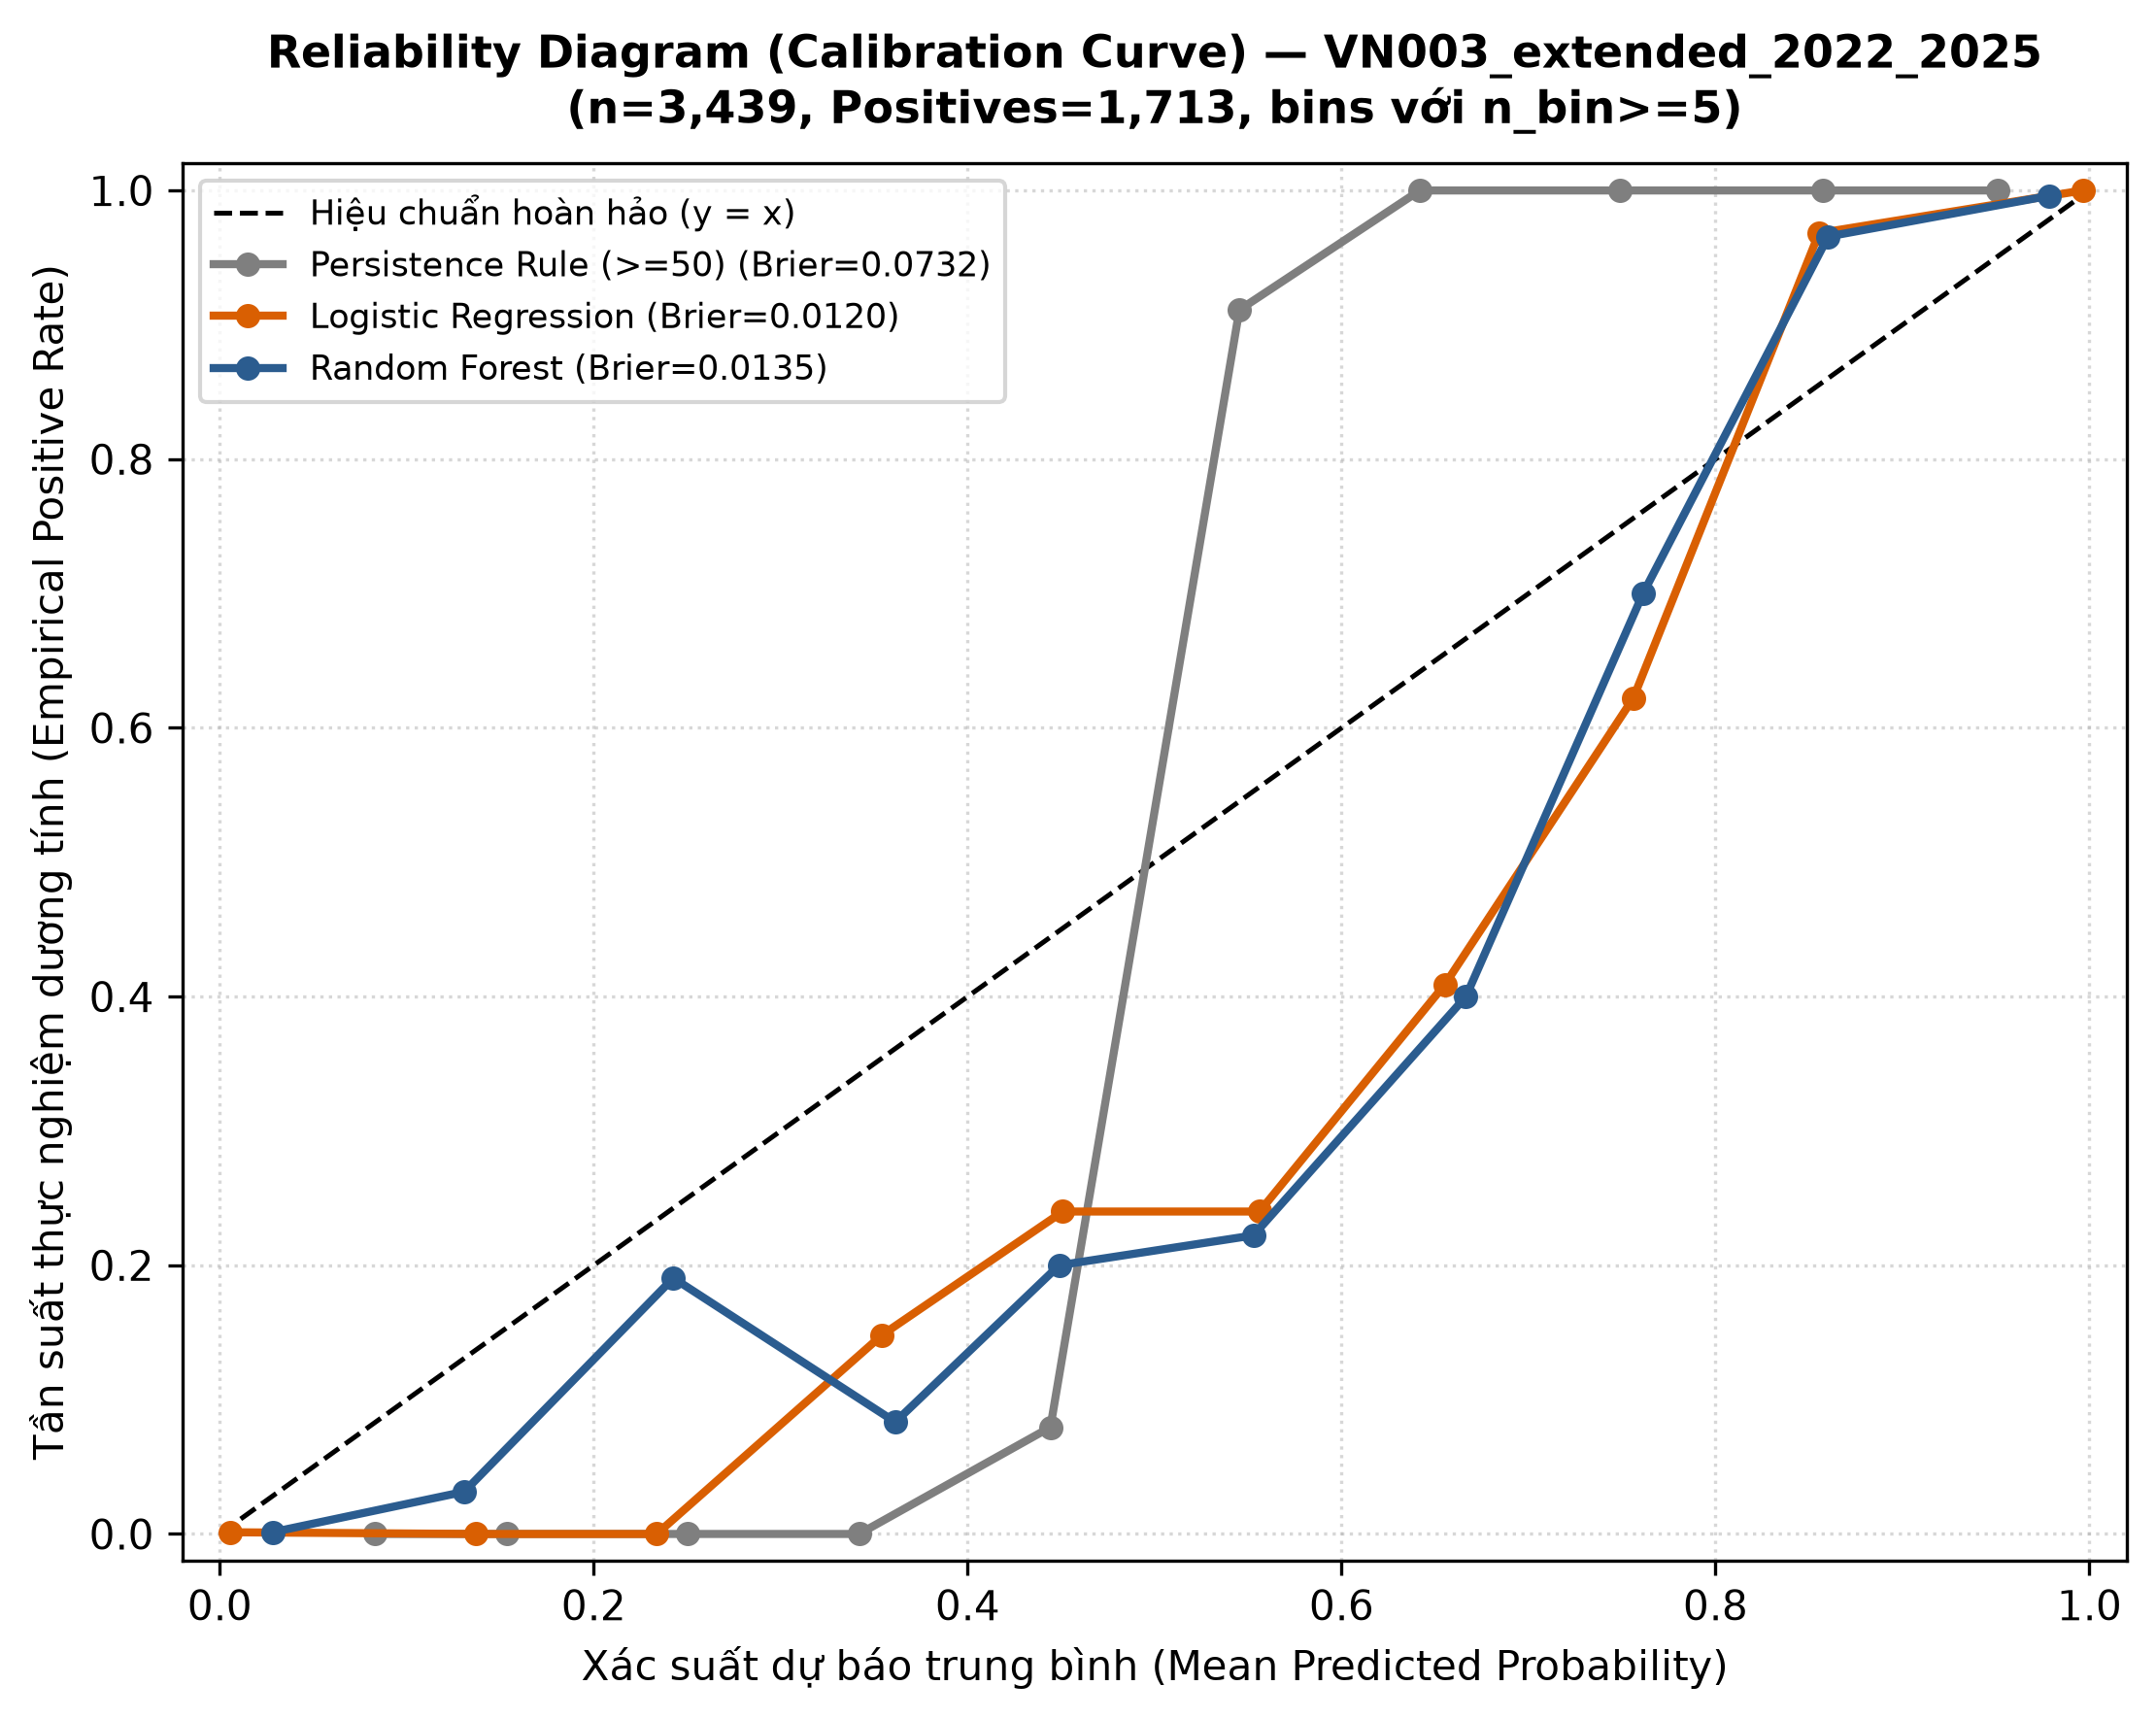 Reliability Diagram (Calibration Curve) — VN003_extended_2022_2025
(n=3,439, Positives=1,713, bins với n_bin>=5)
Hiệu chuẩn hoàn hảo (y = x)
Persistence Rule (>=50) (Brier=0.0732)
Logistic Regression (Brier=0.0120)
Random Forest (Brier=0.0135)
Tần suất thực nghiệm dương tính (Empirical Positive Rate)
1.0
0.8
0.6
0.4
0.2
0.0
0.0 0.2 0.4 0.6 0.8 1.0
Xác suất dự báo trung bình (Mean Predicted Probability)